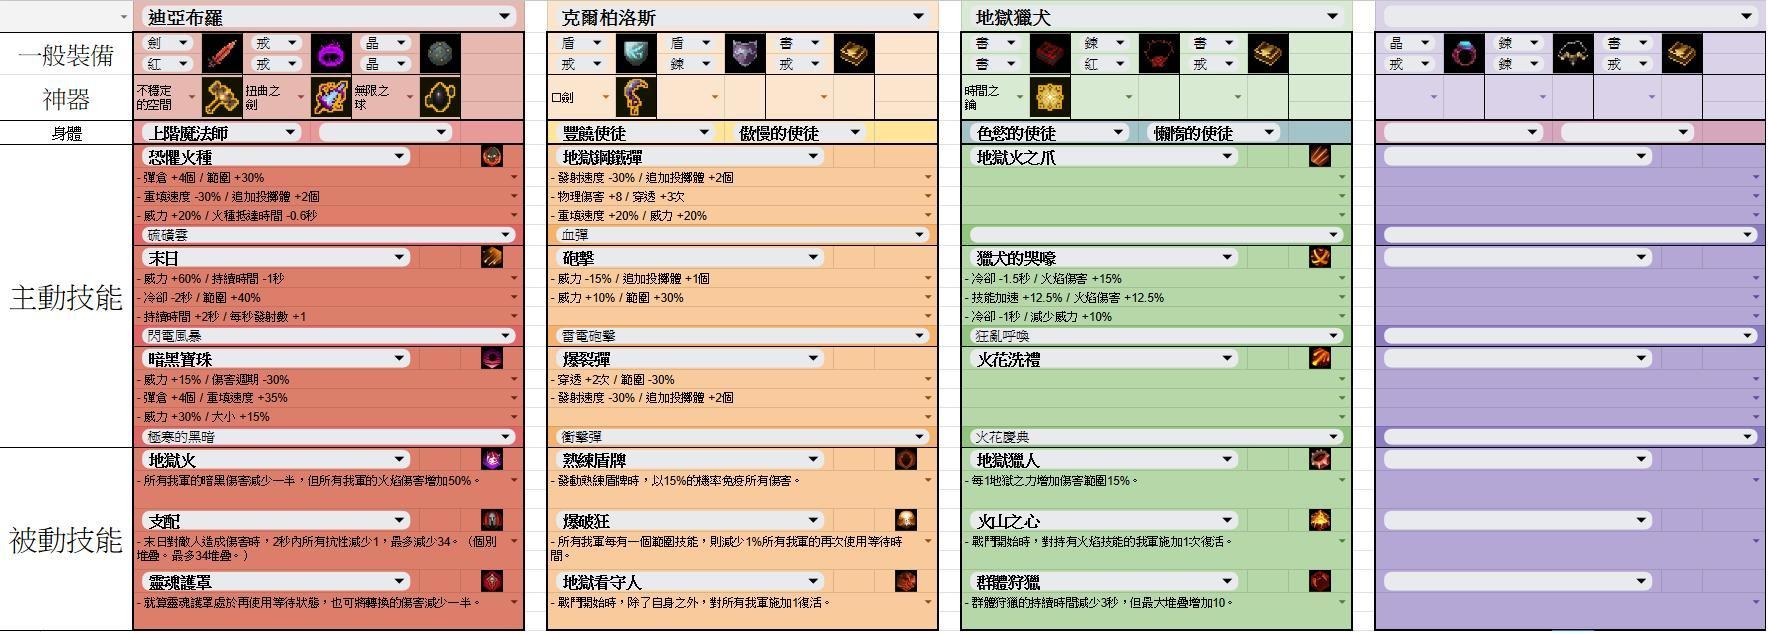 迪亞布羅
克爾柏洛斯
地獄獵犬
一般裝備
劍 戒 晶
紅 戒 晶
盾 盾 書
戒 鍊 戒
書 鍊 書
書 紅 戒
晶 鍊 書
戒 鍊 戒
神器
不穩定的空間
扭曲之劍
無限之球
口劍
時間之鑰
身體
上階魔法師
豐饒使徒
傲慢的使徒
色慾的使徒
懶惰的使徒
主動技能
恐懼火種
- 彈倉 +4個 / 範圍 +30%
- 重填速度 -30% / 追加投擲體 +2個
- 威力 +20% / 火種抵達時間 -0.6秒
硫磺雲
末日
- 威力 +60% / 持續時間 -1秒
- 冷卻 -2秒 / 範圍 +40%
- 持續時間 +2秒 / 每秒發射數 +1
閃電風暴
暗黑寶珠
- 威力 +15% / 傷害週期 -30%
- 彈倉 +4個 / 重填速度 +35%
- 威力 +30% / 大小 +15%
極寒的黑暗
地獄鋼鐵彈
- 發射速度 -30% / 追加投擲體 +2個
- 物理傷害 +8 / 穿透 +3次
- 重填速度 +20% / 威力 +20%
血彈
砲擊
- 威力 -15% / 追加投擲體 +1個
- 威力 +10% / 範圍 +30%
雷電砲擊
爆裂彈
- 穿透 +2次 / 範圍 -30%
- 發射速度 -30% / 追加投擲體 +2個
衝擊彈
地獄火之爪
獵犬的哭嚎
- 冷卻 -1.5秒 / 火焰傷害 +15%
- 技能加速 +12.5% / 火焰傷害 +12.5%
- 冷卻 -1秒 / 減少威力 +10%
狂亂呼喚
火花洗禮
火花慶典
被動技能
地獄火
- 所有我軍的暗黑傷害減少一半，但所有我軍的火焰傷害增加50%。
支配
- 末日對敵人造成傷害時，2秒內所有抗性減少1，最多減少34。（個別
堆疊。最多34堆疊。）
靈魂護罩
- 就算靈魂護罩處於再使用等待狀態，也可將轉換的傷害減少一半。
熟練盾牌
- 發動熟練盾牌時，以15%的機率免疫所有傷害。
爆破狂
- 所有我軍每有一個範圍技能，則減少1%所有我軍的再次使用等待時
間。
地獄看守人
- 戰鬥開始時，除了自身之外，對所有我軍施加1復活。
地獄獵人
- 每1地獄之力增加傷害範圍15%。
火山之心
- 戰鬥開始時，對持有火焰技能的我軍施加1次復活。
群體狩獵
- 群體狩獵的持續時間減少3秒，但最大堆疊增加10。